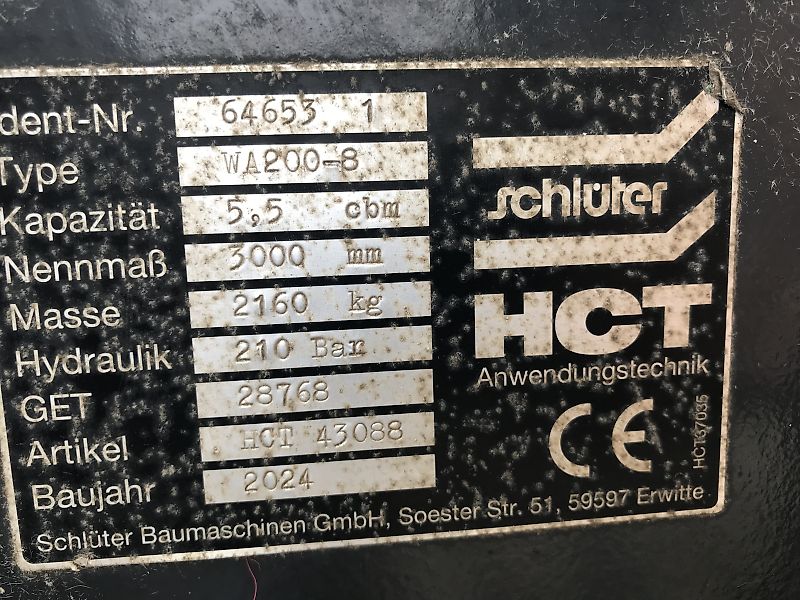 dent-Nr. 64653 1
Type WA200-8
Kapazität 5,5 cbm
Nennmaß 3000 mm
Masse 2160 kg
Hydraulik 210 Bar
GET 28768
Artikel HCT 43088
Baujahr 2024
schlüter
HCT
Anwendungstechnik
CE
HCT37035
Schlüter Baumaschinen GmbH, Soester Str. 51, 59597 Erwitte